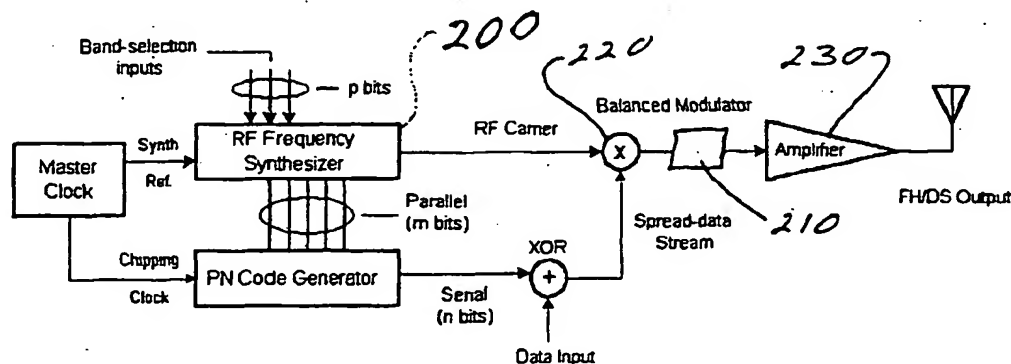 200
220
230
Band-selection
inputs
p bits
Balanced Modulator
RF Carrier
Synth
Ref.
RF Frequency
Synthesizer
X
Amplifier
Master
Clock
Parallel
(m bits)
FH/DS Output
Spread-data
Stream
210
XOR
Chipping
Clock
PN Code Generator
+
Serial
(n bits)
Data Input